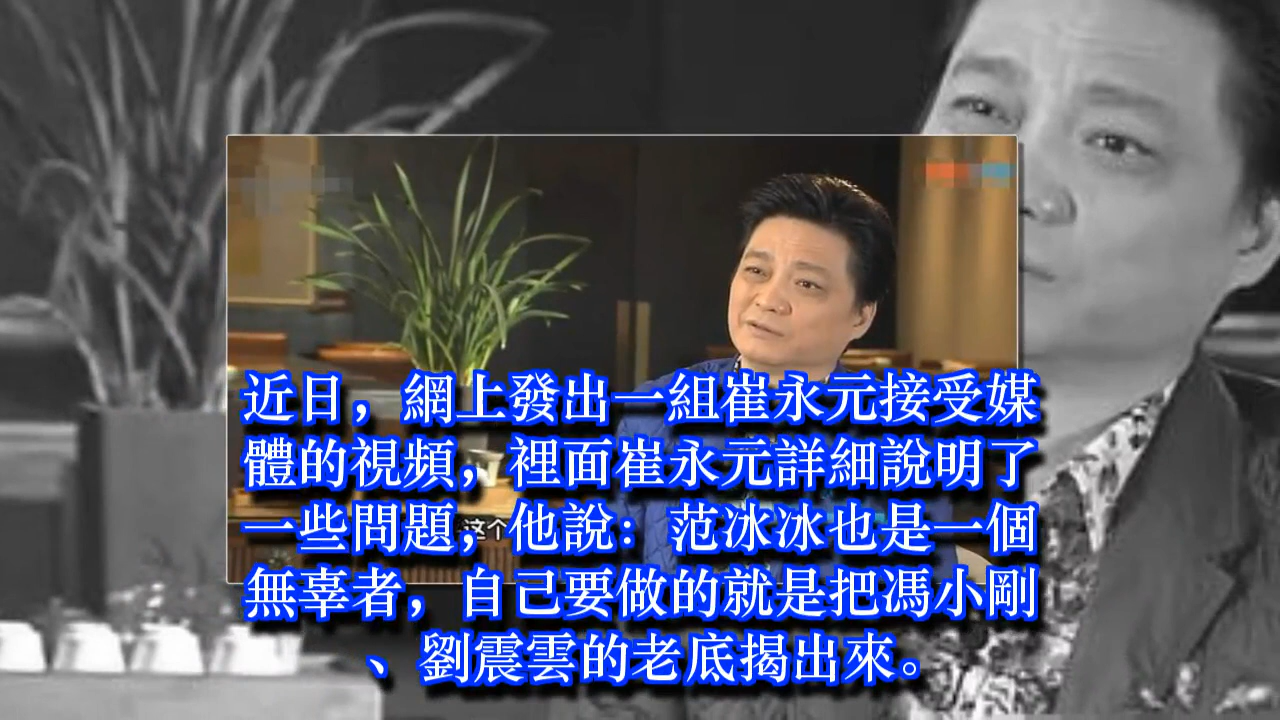 近日，網上發出一組崔永元接受媒
體的視頻，裡面崔永元詳細說明了
一些問題，他說：范冰冰也是一個
無辜者，自己要做的就是把馮小剛
、劉震雲的老底揭出來。
这个